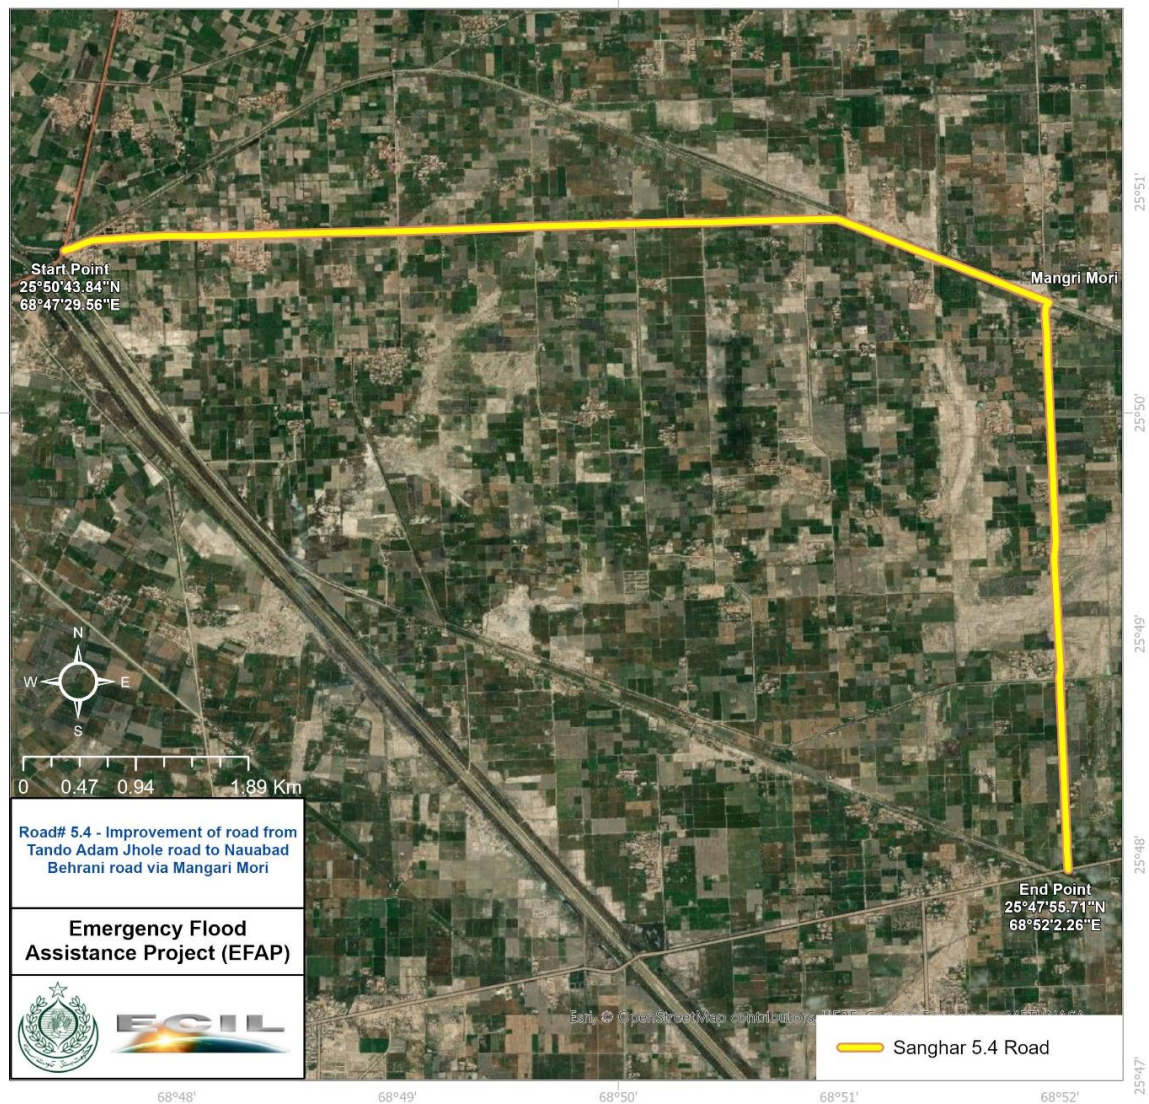 25°51'
Start Point
25°50'43.84"N
68°47'29.56"E
Mangri Mori
25°50'
25°49'
N
W
E
S
0 0.47 0.94 1.89 Km
25°48'
Road# 5.4 - Improvement of road from
Tando Adam Jhole road to Nauabad
Behrani road via Mangari Mori
End Point
25°47'55.71"N
68°52'2.26"E
Emergency Flood
Assistance Project (EFAP)
ECIL
Esri, © OpenStreetMap contributors,
Sanghar 5.4 Road
25°47'
68°48' 68°49' 68°50' 68°51' 68°52'